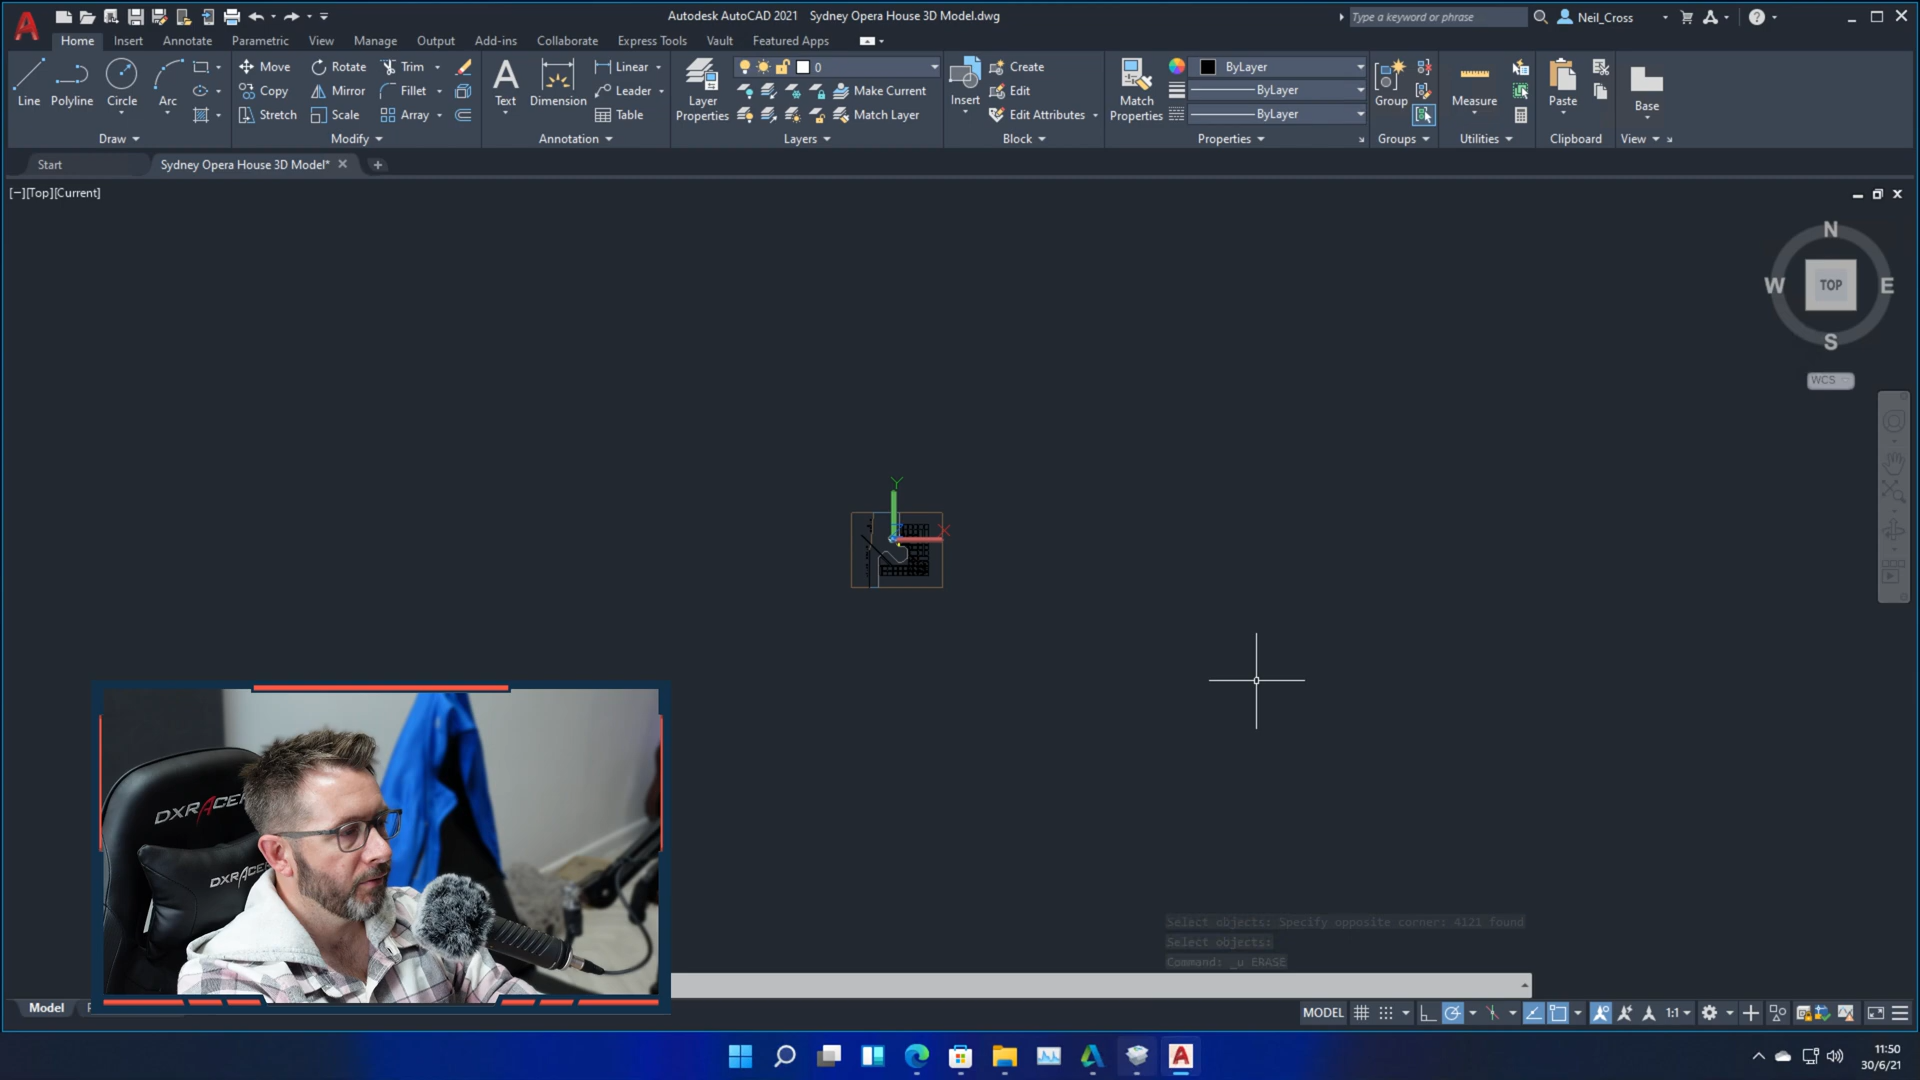 Autodesk AutoCAD 2021 Sydney Opera House 3D Model.dwg
Type a keyword or phrase
Neil_Cross
Home Insert Annotate Parametric View Manage Output Add-ins Collaborate Express Tools Vault Featured Apps
Line Polyline Circle Arc
Move Rotate Trim
Copy Mirror Fillet
Stretch Scale Array
Text Dimension
Linear
Leader
Table
Layer Properties
0
Make Current
Match Layer
Insert
Create
Edit
Edit Attributes
Match Properties
ByLayer
ByLayer
ByLayer
Group
Measure
Paste
Base
Draw Modify Annotation Layers Block Properties Groups Utilities Clipboard View
Start Sydney Opera House 3D Model*
[−][Top][Current]
N
W TOP E
S
WCS
Y
X
DXRACER
DXRACER
Select objects: Specify opposite corner: 4121 found
Select objects:
Command: _u ERASE
Model
MODEL 1:1
11:50
30/6/21